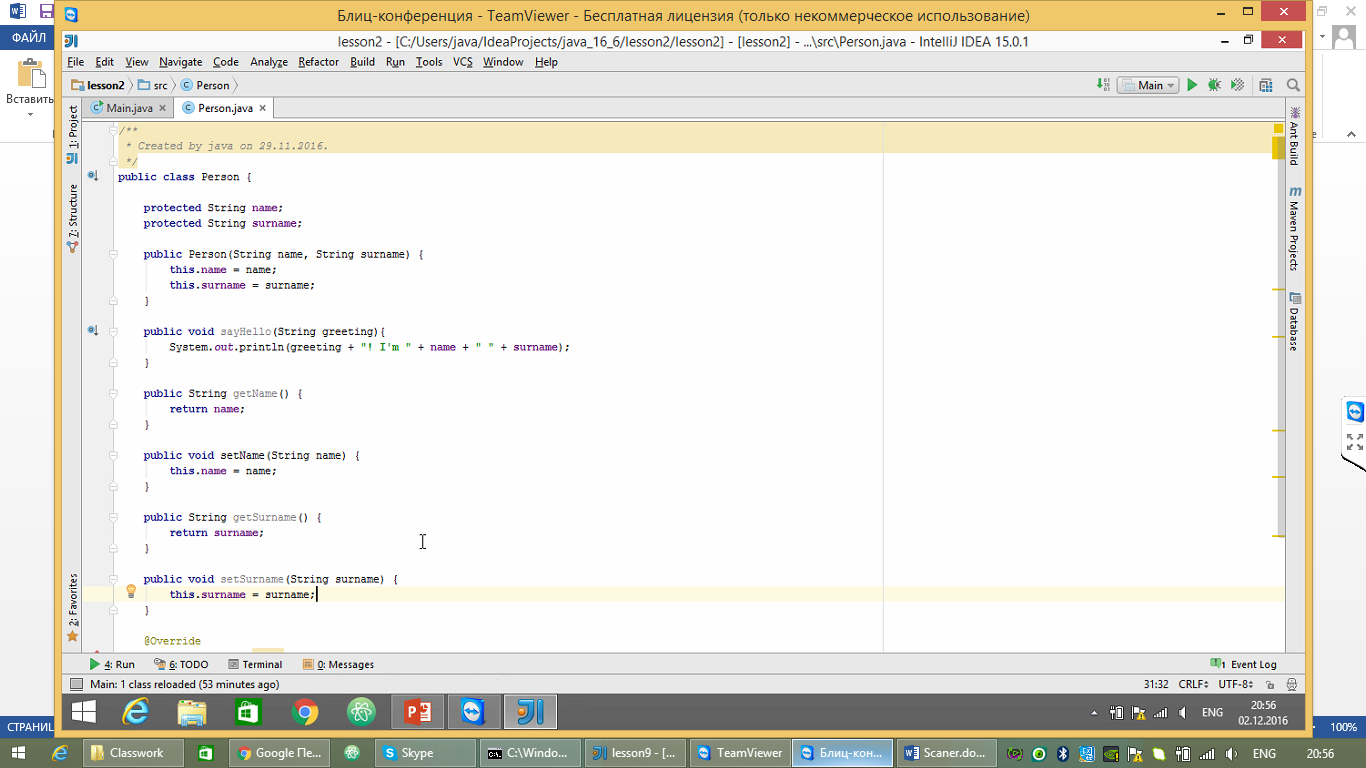 Блиц-конференция - TeamViewer - Бесплатная лицензия (только некоммерческое использование)
ФАЙЛ
Вставить
lesson2 - [C:/Users/java/IdeaProjects/java_16_6/lesson2/lesson2] - [lesson2] - ...\src\Person.java - IntelliJ IDEA 15.0.1
File Edit View Navigate Code Analyze Refactor Build Run Tools VCS Window Help
lesson2 src Person Main
Main.java Person.java
1: Project
7: Structure
2: Favorites
/**
* Created by java on 29.11.2016.
*/
public class Person {
protected String name;
protected String surname;
public Person(String name, String surname) {
this.name = name;
this.surname = surname;
}
public void sayHello(String greeting){
System.out.println(greeting + "! I'm " + name + " " + surname);
}
public String getName() {
return name;
}
public void setName(String name) {
this.name = name;
}
public String getSurname() {
return surname;
}
public void setSurname(String surname) {
this.surname = surname;
}
@Override
Ant Build
Maven Projects
Database
4: Run 6: TODO Terminal 0: Messages 1 Event Log
Main: 1 class reloaded (53 minutes ago) 31:32 CRLF UTF-8
ENG 20:56
02.12.2016
СТРАНИЦ 100%
Classwork Google Пе... Skype C:\Windo... lesson9 - [... TeamViewer Блиц-кон... Scaner.do... ENG 20:56